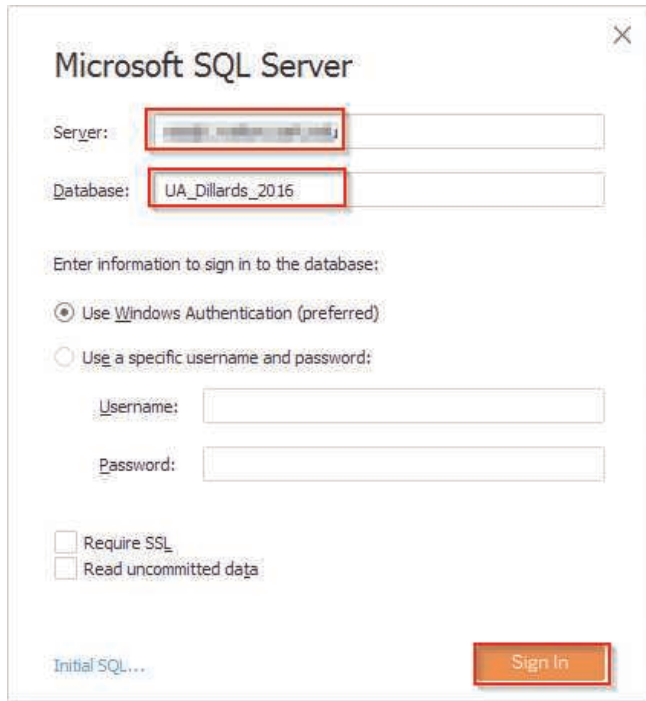 Microsoft SQL Server
Server:
Database: UA_Dillards_2016
Enter information to sign in to the database:
Use Windows Authentication (preferred)
Use a specific username and password:
Username:
Password:
Require SSL
Read uncommitted data
Initial SQL...
Sign In